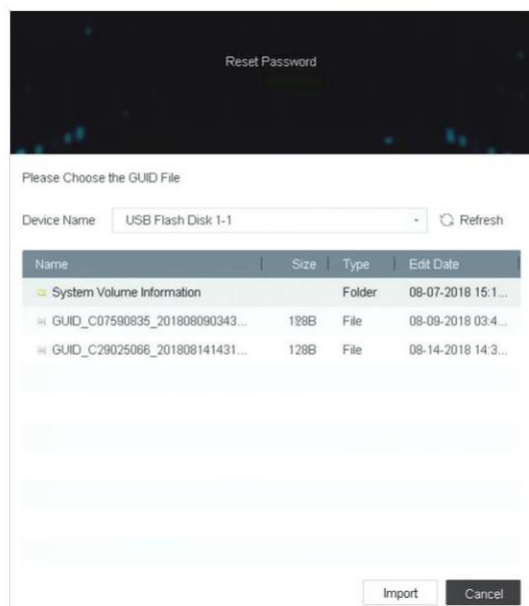 Reset Password
Please Choose the GUID File
Device Name USB Flash Disk 1-1 Refresh
Name Size Type Edit Date
System Volume Information Folder 08-07-2018 15:1...
GUID_C07590835_201808090343... 128B File 08-09-2018 03:4...
GUID_C29025066_201808141431... 128B File 08-14-2018 14:3...
Import Cancel